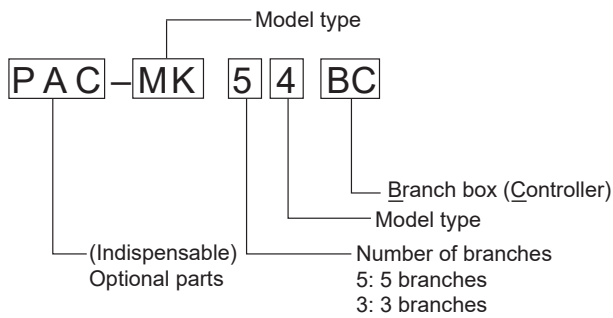 Model type
PAC–MK 5 4 BC
Branch box (Controller)
Model type
(Indispensable)
Optional parts
Number of branches
5: 5 branches
3: 3 branches